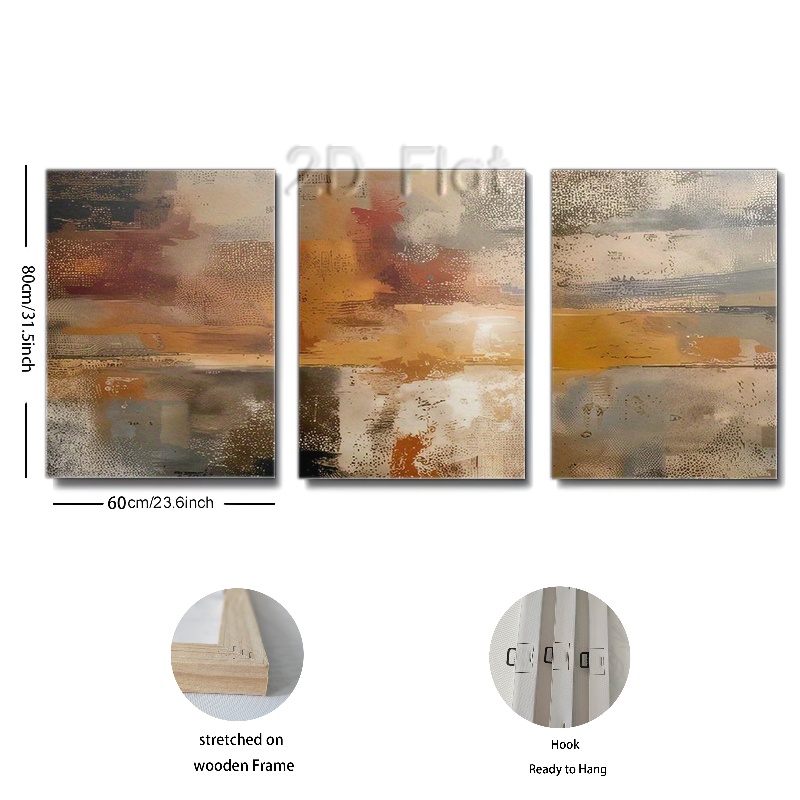 2D Flat
80cm/31.5inch
60cm/23.6inch
stretched on
wooden Frame
Hook
Ready to Hang